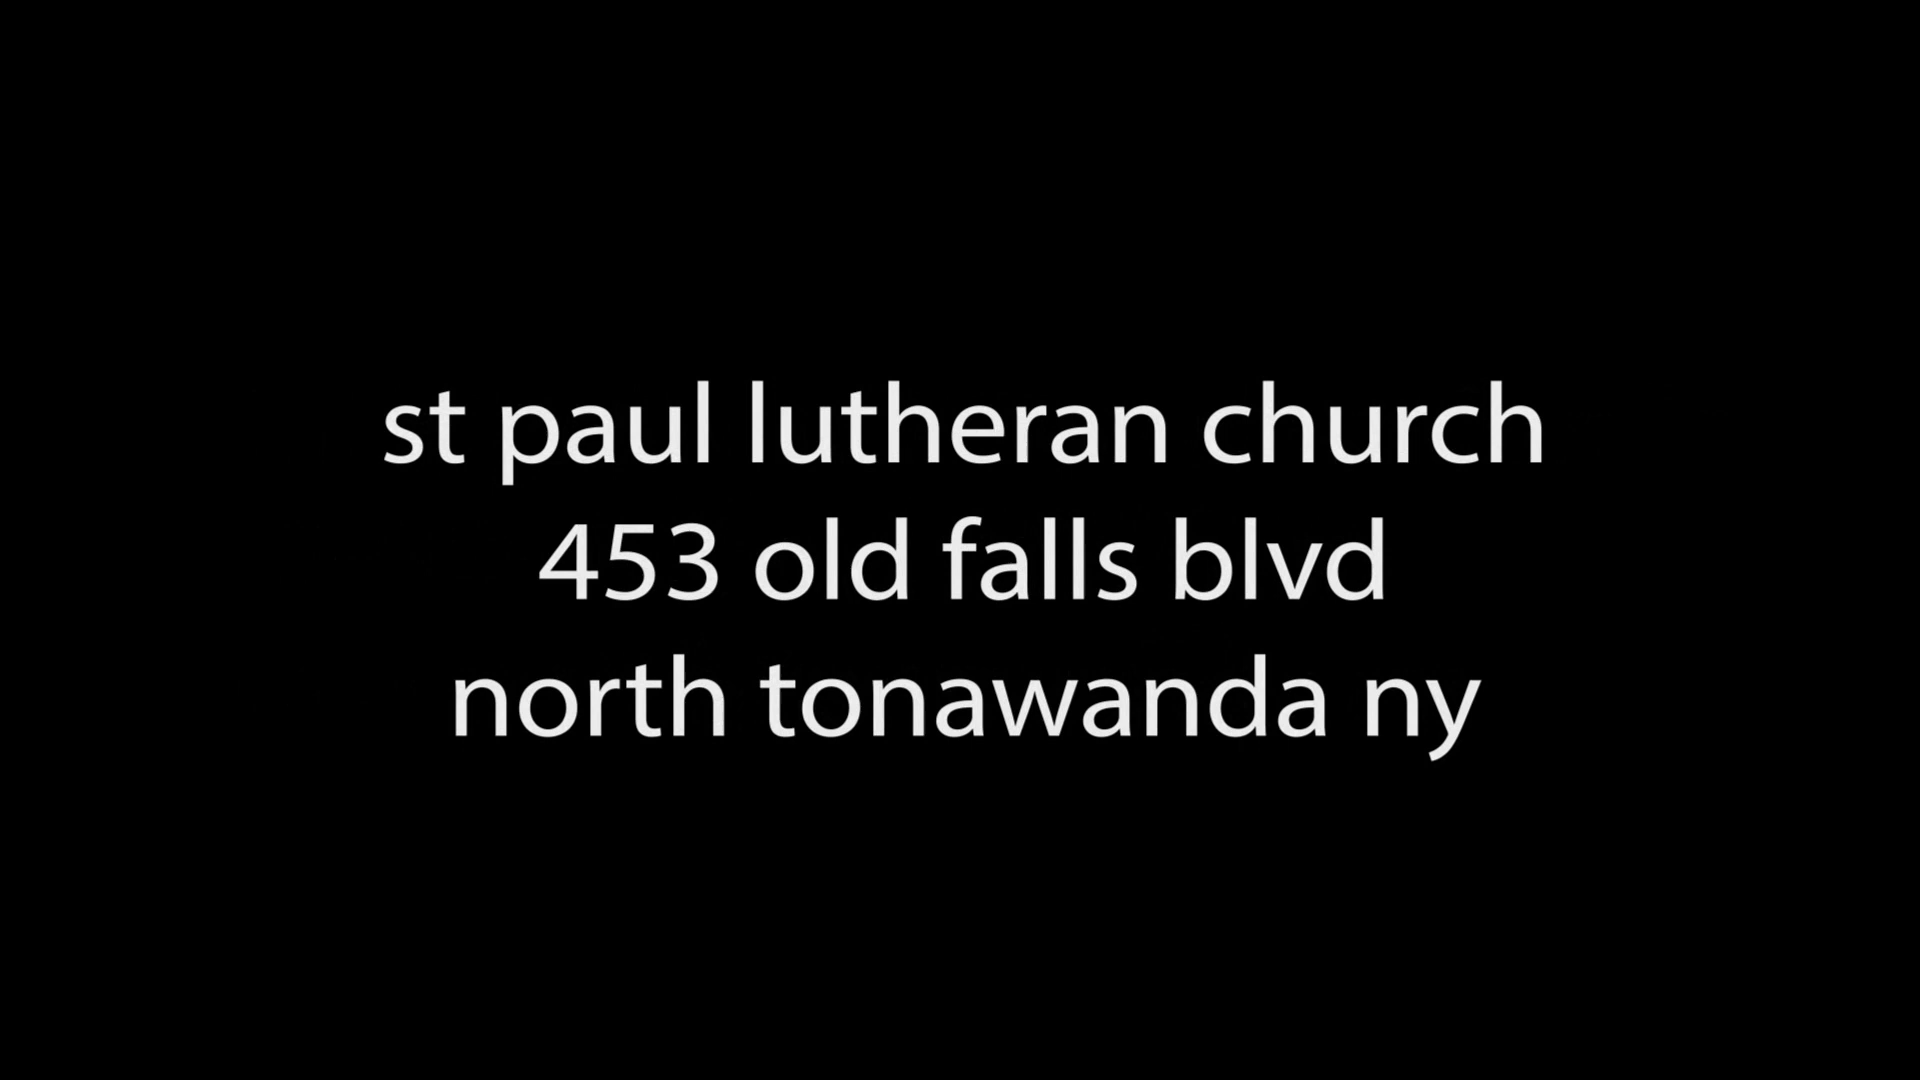 st paul lutheran church
453 old falls blvd
north tonawanda ny